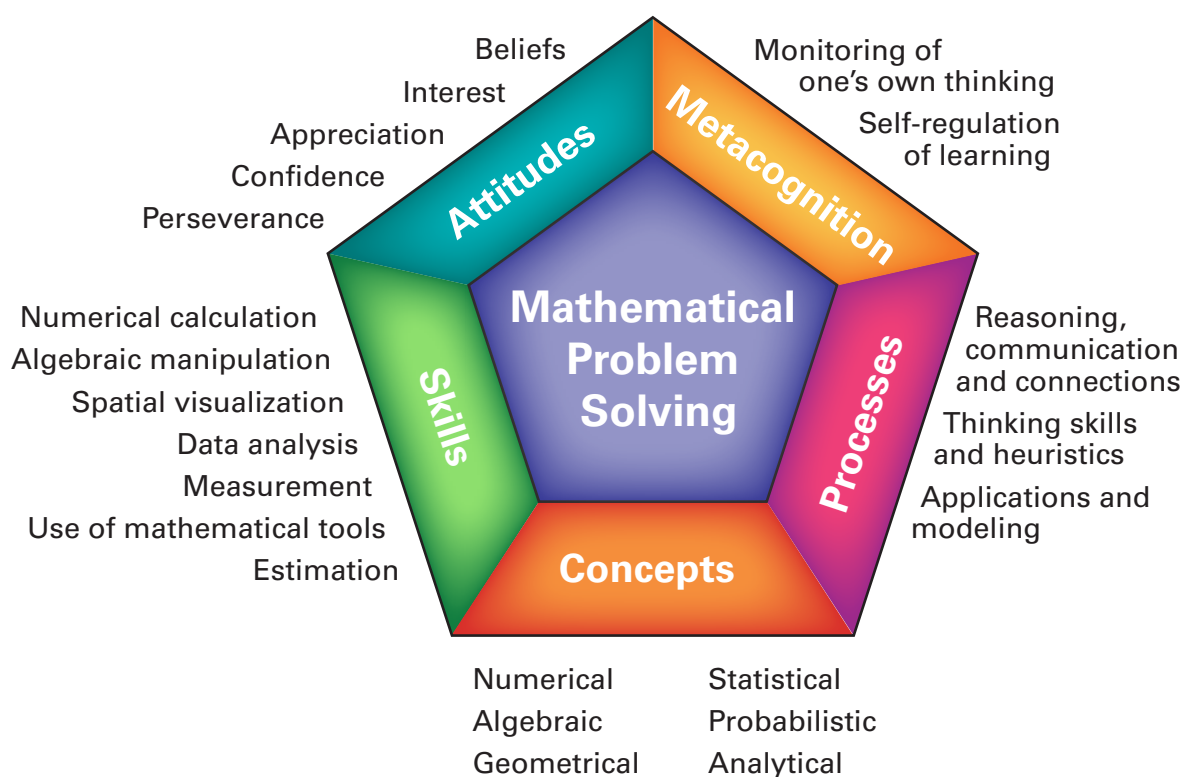 Beliefs
Interest
Appreciation
Confidence
Perseverance
Attitudes
Metacognition
Monitoring of
one's own thinking
Self-regulation
of learning
Mathematical
Problem
Solving
Numerical calculation
Algebraic manipulation
Spatial visualization
Data analysis
Measurement
Use of mathematical tools
Estimation
Skills
Processes
Reasoning,
communication
and connections
Thinking skills
and heuristics
Applications and
modeling
Concepts
Numerical
Algebraic
Geometrical
Statistical
Probabilistic
Analytical